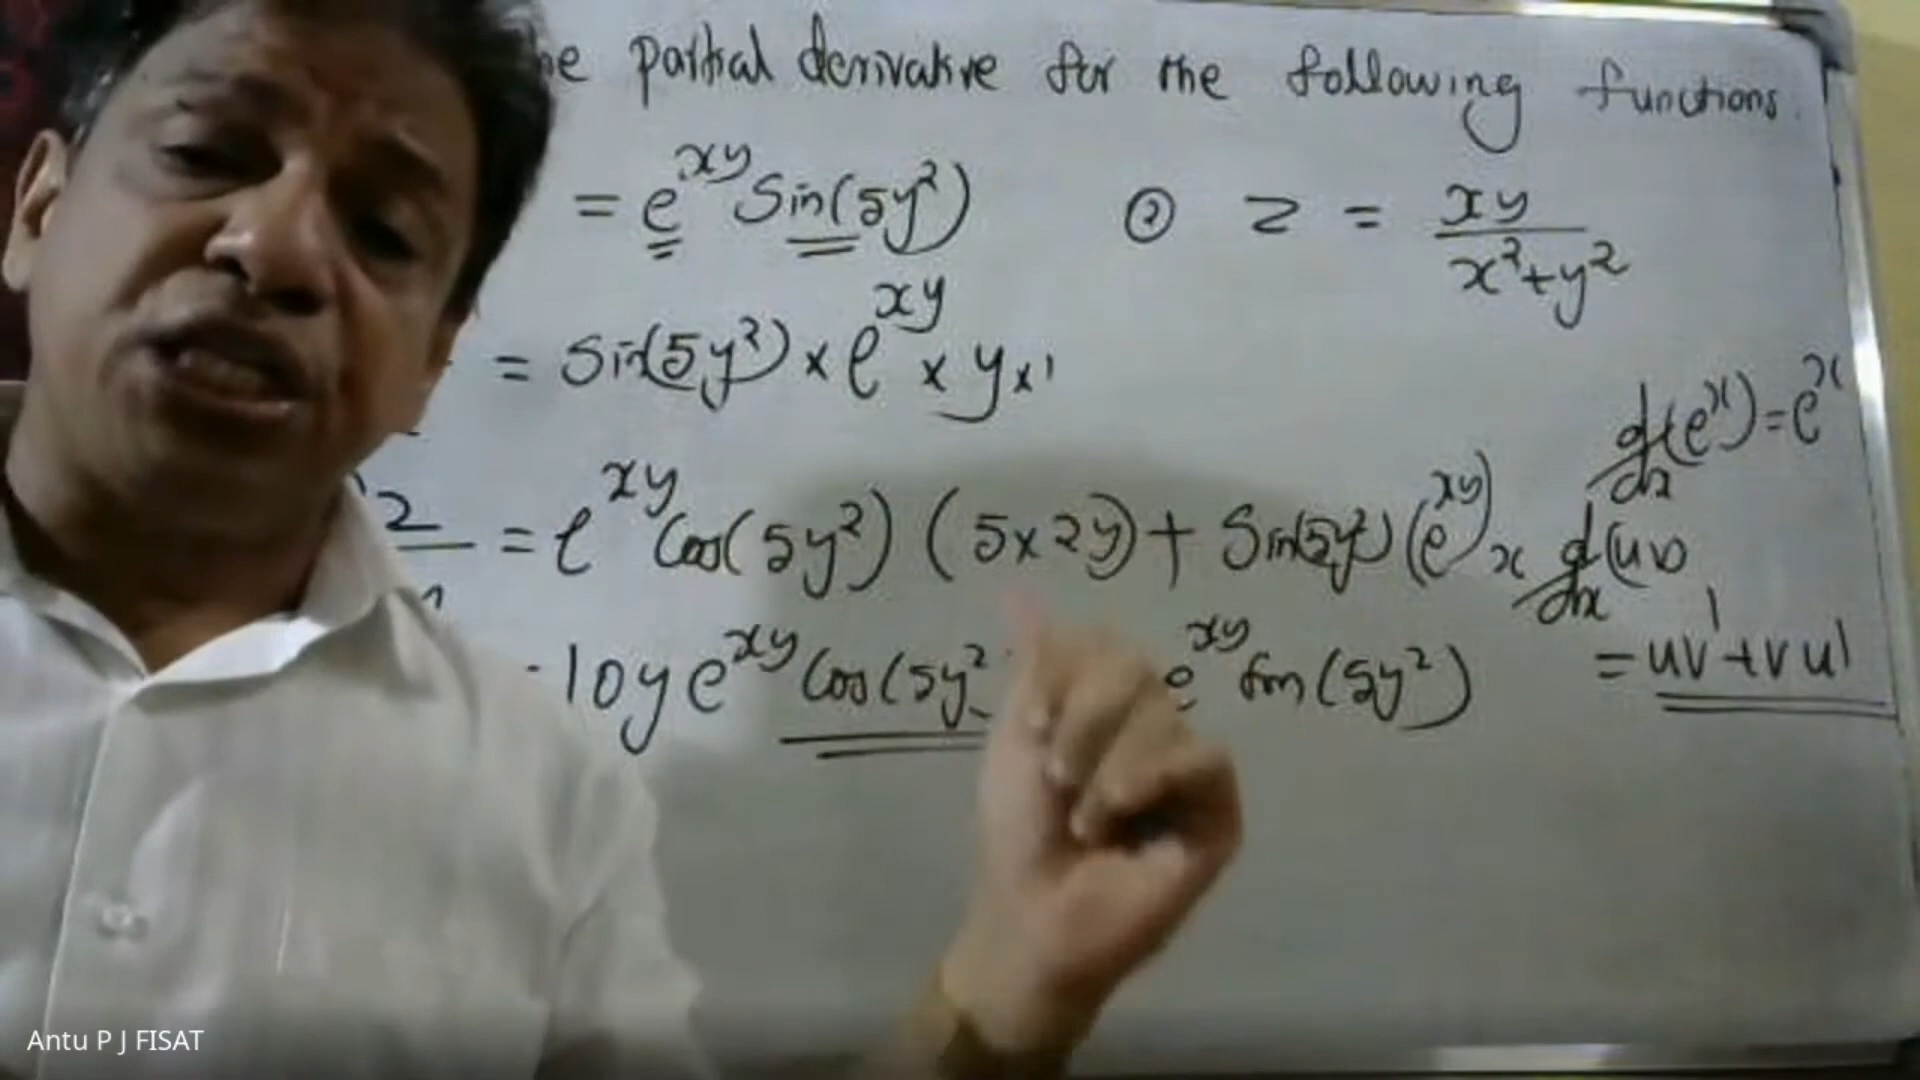 he partial derivative for the following functions.
= e^xy Sin(5y²) ② z = xy/(x²+y²)
= Sin(5y²) × e^xy × y × 1
d/dx (e^x) = e^x
= e^xy Cos(5y²) (5×2y) + Sin(5y²) (e^xy) x
d/dx (uv)
= uv' + vu'
10y e^xy Cos(5y² e^xy Sin(5y²)
Antu P J FISAT